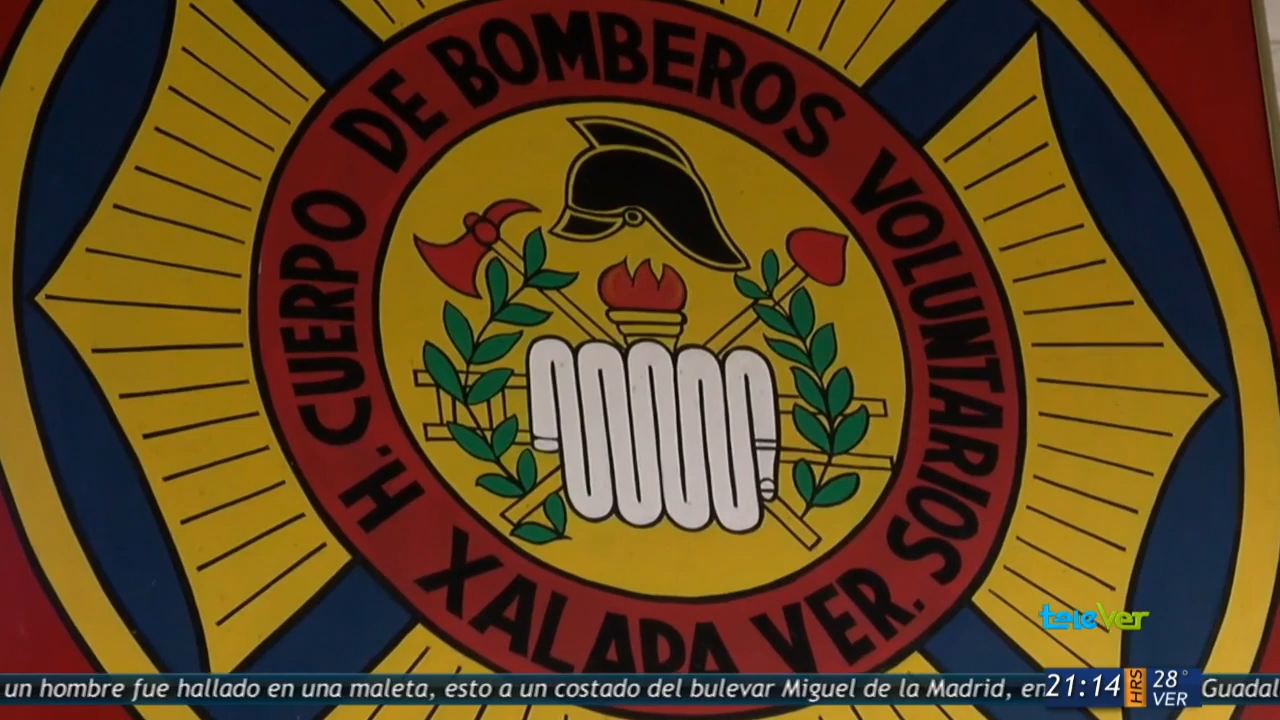 H. CUERPO DE BOMBEROS VOLUNTARIOS
XALAPA VER.
teleVer
un hombre fue hallado en una maleta, esto a un costado del bulevar Miguel de la Madrid, en
21:14 HRS
28°
VER
Guadal